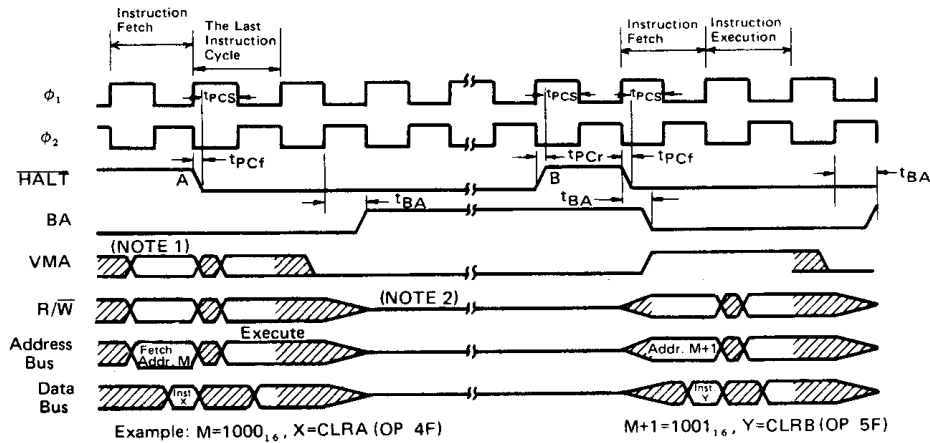 Instruction
Fetch
The Last
Instruction
Cycle
Instruction
Fetch
Instruction
Execution
φ1
tPCS
tPCS
tPCS
φ2
tPCf
tPCr
tPCf
HALT
A
B
tBA
tBA
tBA
BA
(NOTE 1)
VMA
R/W
(NOTE 2)
Execute
Address
Bus
Fetch
Addr. M
Addr. M+1
Data
Bus
Inst
X
Inst.
Y
Example: M=1000₁₆, X=CLRA (OP 4F)
M+1=1001₁₆, Y=CLRB (OP 5F)